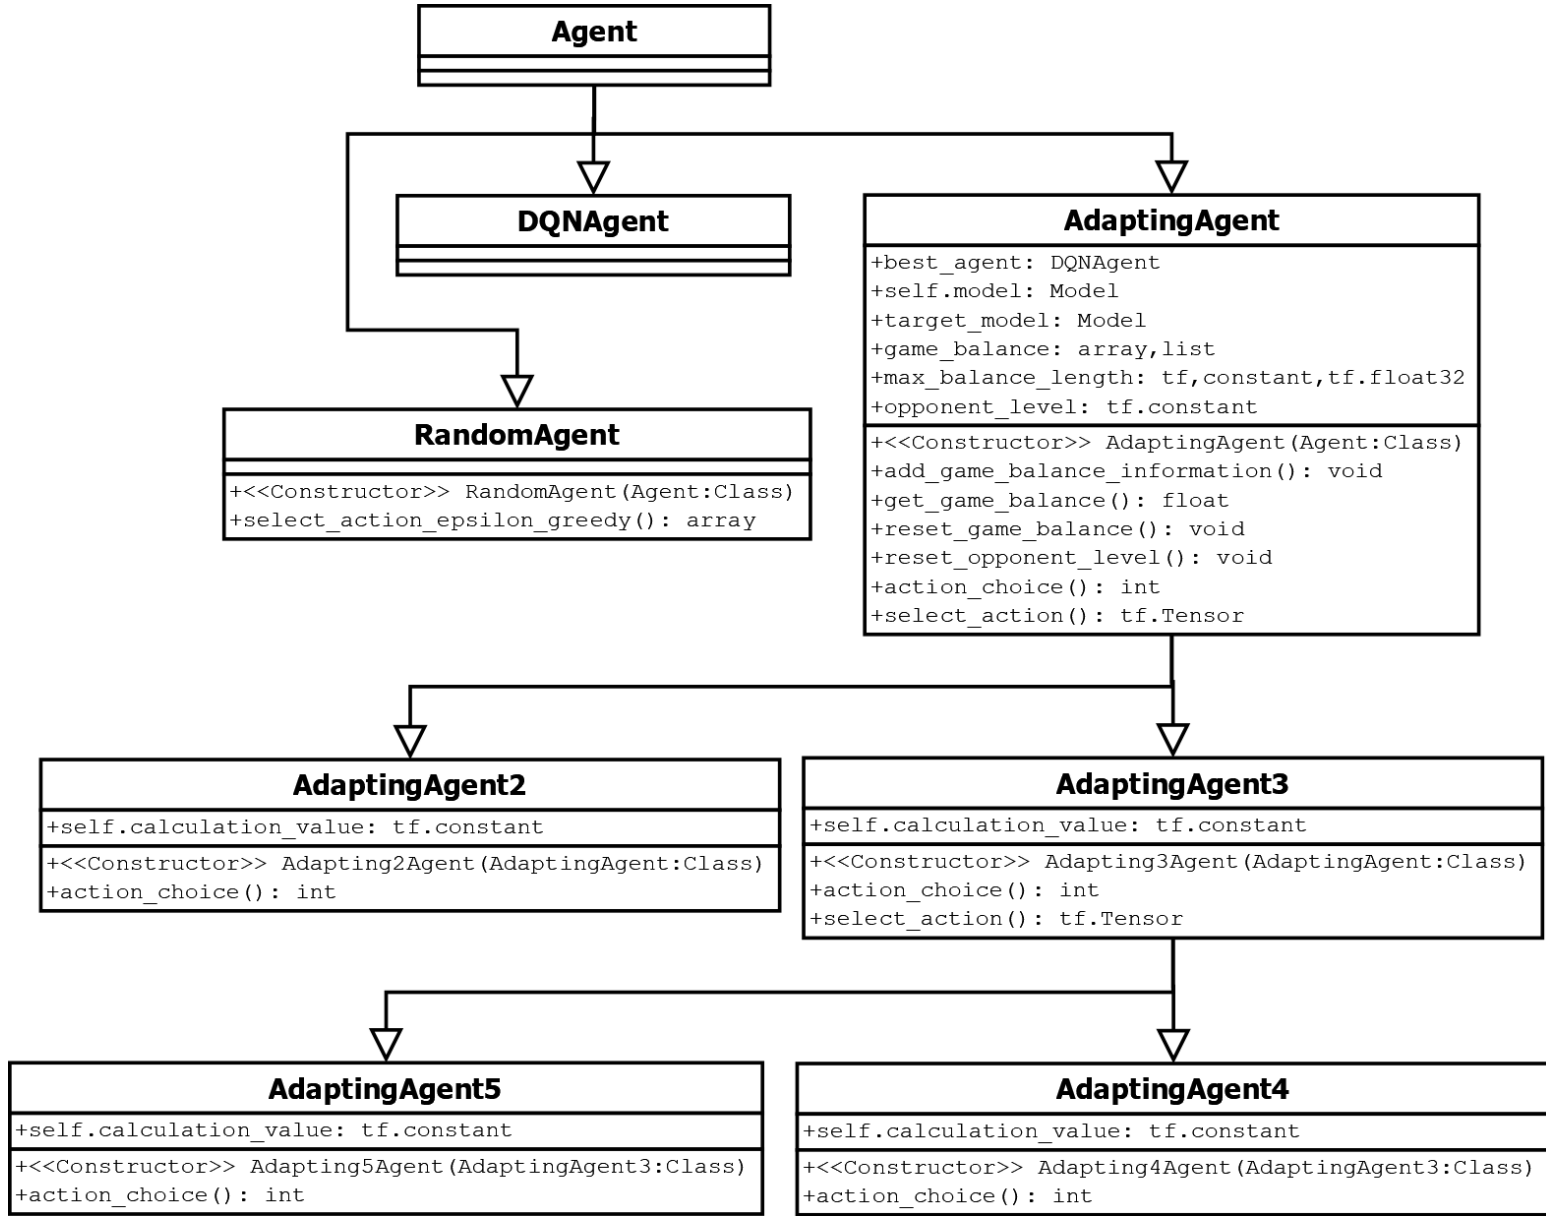 Agent
DQNAgent
AdaptingAgent
+best_agent: DQNAgent
+self.model: Model
+target_model: Model
+game_balance: array,list
+max_balance_length: tf,constant,tf.float32
+opponent_level: tf.constant
+<<Constructor>> AdaptingAgent(Agent:Class)
+add_game_balance_information(): void
+get_game_balance(): float
+reset_game_balance(): void
+reset_opponent_level(): void
+action_choice(): int
+select_action(): tf.Tensor
RandomAgent
+<<Constructor>> RandomAgent(Agent:Class)
+select_action_epsilon_greedy(): array
AdaptingAgent2
+self.calculation_value: tf.constant
+<<Constructor>> Adapting2Agent(AdaptingAgent:Class)
+action_choice(): int
AdaptingAgent3
+self.calculation_value: tf.constant
+<<Constructor>> Adapting3Agent(AdaptingAgent:Class)
+action_choice(): int
+select_action(): tf.Tensor
AdaptingAgent5
+self.calculation_value: tf.constant
+<<Constructor>> Adapting5Agent(AdaptingAgent3:Class)
+action_choice(): int
AdaptingAgent4
+self.calculation_value: tf.constant
+<<Constructor>> Adapting4Agent(AdaptingAgent3:Class)
+action_choice(): int